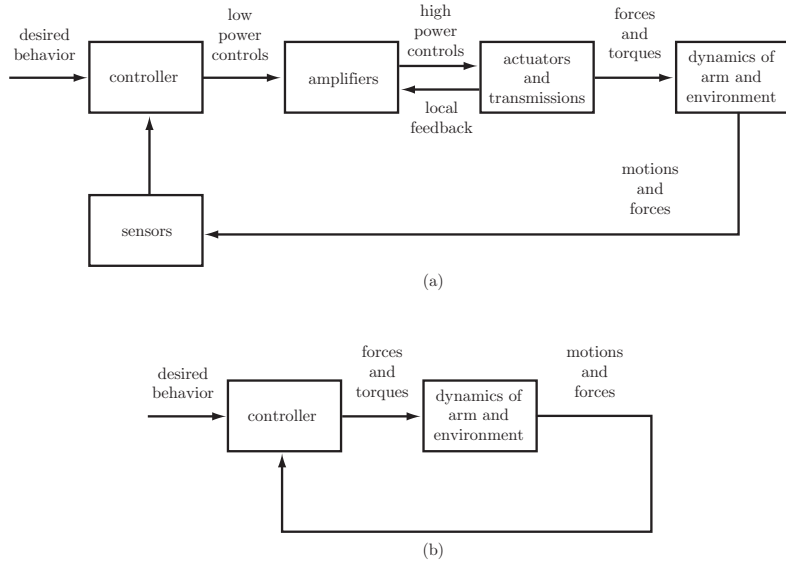 desired
behavior
controller
low
power
controls
amplifiers
high
power
controls
local
feedback
actuators
and
transmissions
forces
and
torques
dynamics of
arm and
environment
motions
and
forces
sensors
(a)
desired
behavior
controller
forces
and
torques
dynamics of
arm and
environment
motions
and
forces
(b)